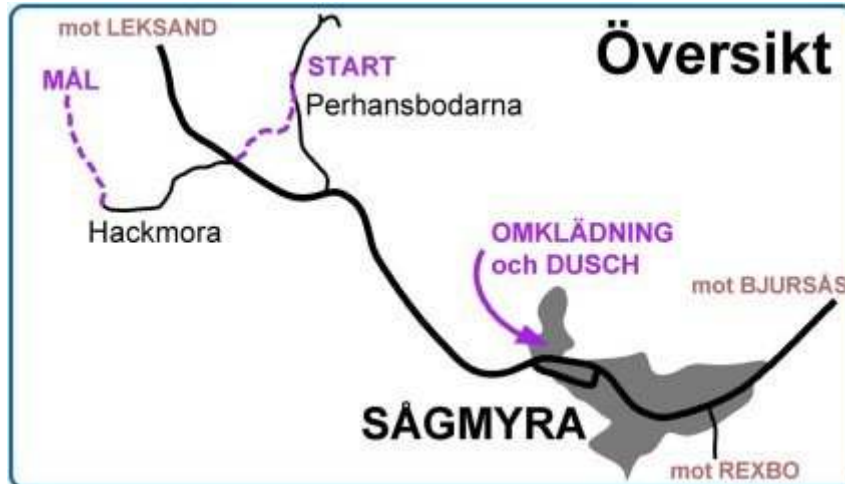 mot LEKSAND
Översikt
MÅL
START
Perhansbodarna
Hackmora
OMKLÄDNING
och DUSCH
mot BJURSÅS
SÅGMYRA
mot REXBO